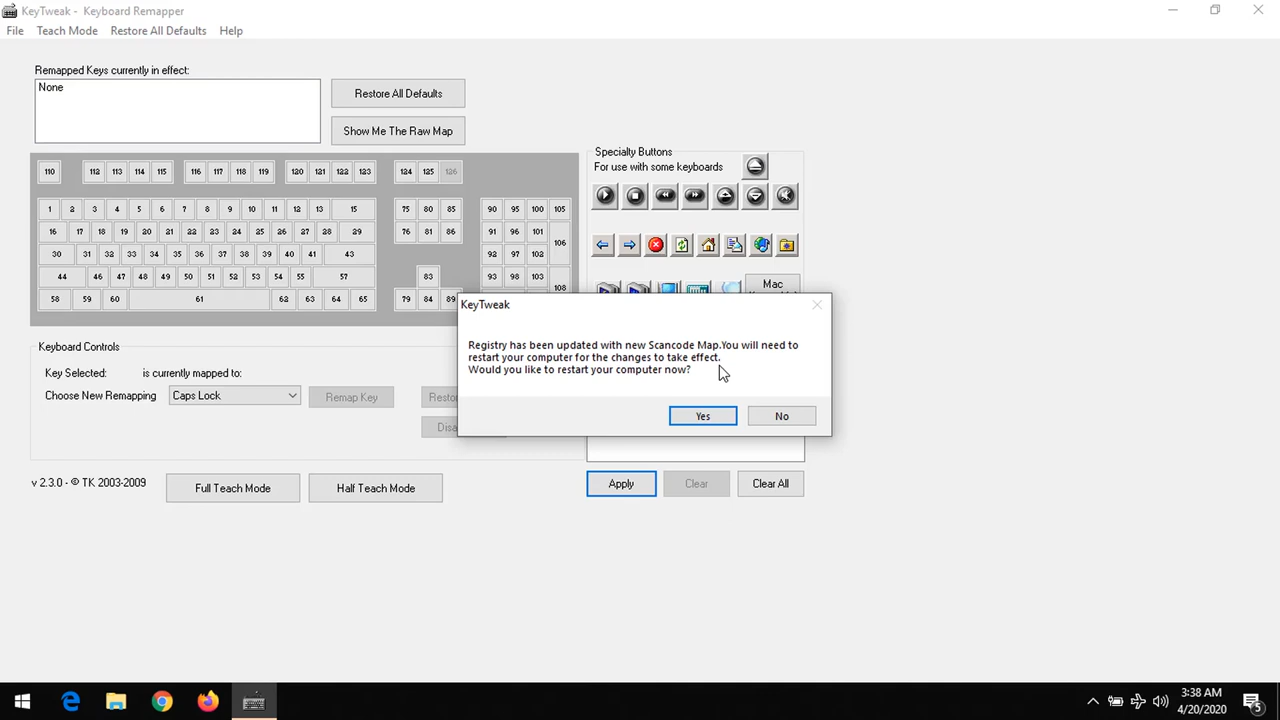 KeyTweak - Keyboard Remapper
File Teach Mode Restore All Defaults Help
Remapped Keys currently in effect:
None
Restore All Defaults
Show Me The Raw Map
Specialty Buttons
For use with some keyboards
110 112 113 114 115 116 117 118 119 120 121 122 123 124 125 126
1 2 3 4 5 6 7 8 9 10 11 12 13 15 75 80 85 90 95 100 105
16 17 18 19 20 21 22 23 24 25 26 27 28 29 76 81 86 91 96 101
106
30 31 32 33 34 35 36 37 38 39 40 41 43 92 97 102
44 46 47 48 49 50 51 52 53 54 55 57 83 93 98 103
58 59 60 61 62 63 64 65 79 84 89 108
Mac
KeyTweak
Registry has been updated with new Scancode Map.You will need to
restart your computer for the changes to take effect.
Would you like to restart your computer now?
Yes No
Keyboard Controls
Key Selected: is currently mapped to:
Choose New Remapping Caps Lock Remap Key
v 2.3.0 - © TK 2003-2009 Full Teach Mode Half Teach Mode
Apply Clear Clear All
3:38 AM
4/20/2020
5